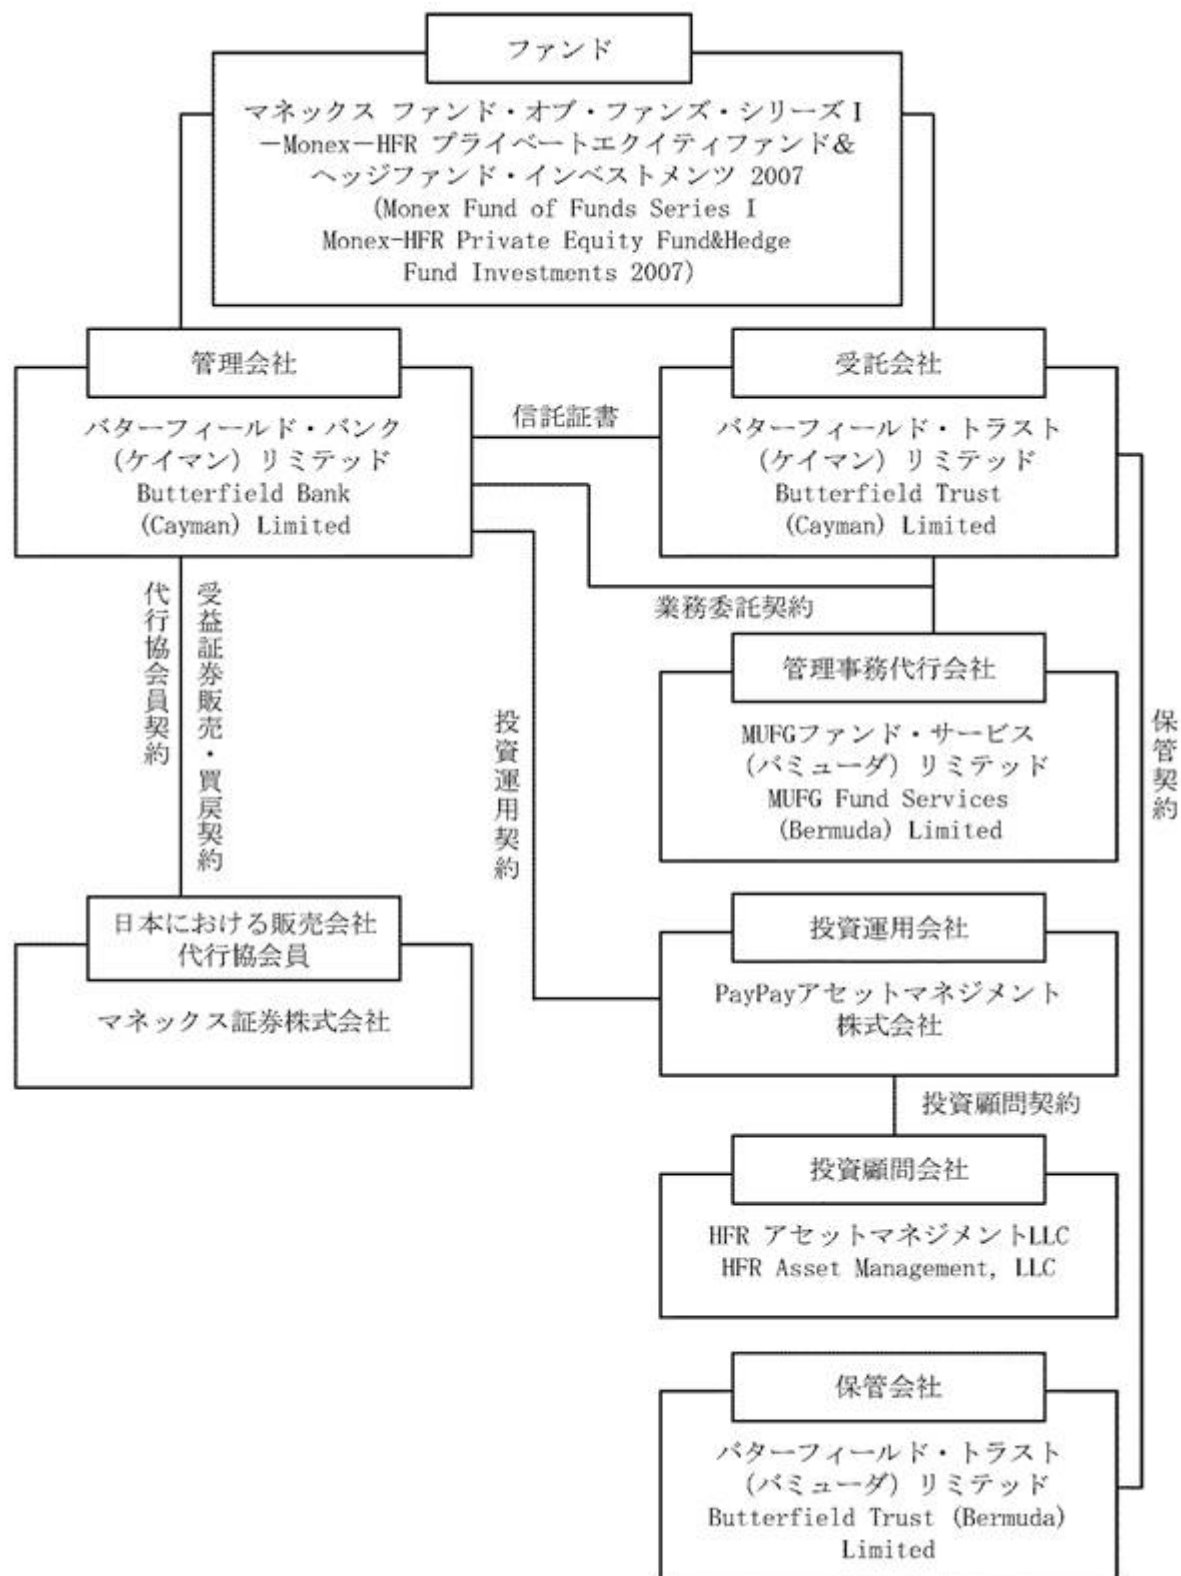 ファンド
マネックス ファンド・オブ・ファンズ・シリーズⅠ
－Monex－HFR プライベートエクイティファンド＆
ヘッジファンド・インベストメンツ 2007
(Monex Fund of Funds Series I
Monex-HFR Private Equity Fund&Hedge
Fund Investments 2007)
管理会社
バターフィールド・バンク
（ケイマン）リミテッド
Butterfield Bank
(Cayman) Limited
信託証書
受託会社
バターフィールド・トラスト
（ケイマン）リミテッド
Butterfield Trust
(Cayman) Limited
業務委託契約
代行協会員契約
受益証券販売・買戻契約
投資運用契約
保管契約
管理事務代行会社
MUFGファンド・サービス
（バミューダ）リミテッド
MUFG Fund Services
(Bermuda) Limited
日本における販売会社
代行協会員
マネックス証券株式会社
投資運用会社
PayPayアセットマネジメント
株式会社
投資顧問契約
投資顧問会社
HFR アセットマネジメントLLC
HFR Asset Management, LLC
保管会社
バターフィールド・トラスト
（バミューダ）リミテッド
Butterfield Trust (Bermuda)
Limited